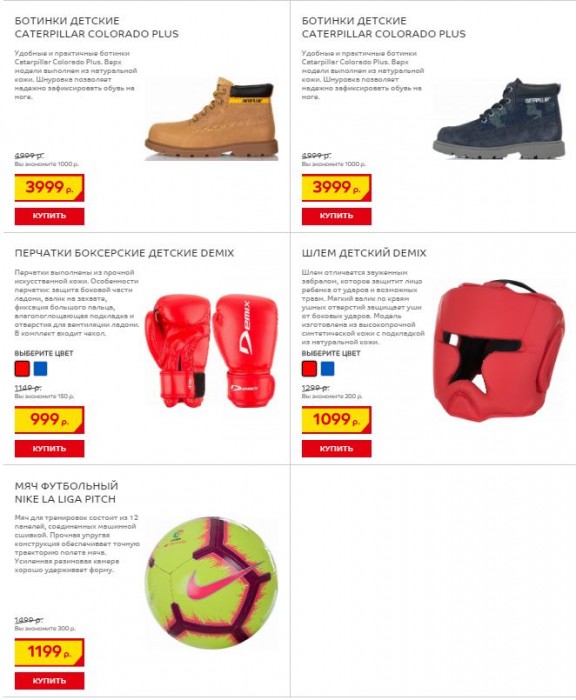 БОТИНКИ ДЕТСКИЕ
CATERPILLAR COLORADO PLUS
Удобные и практичные ботинки
Caterpillar Colorado Plus. Верх
модели выполнен из натуральной
кожи. Шнуровка позволяет
надежно зафиксировать обувь на
ноге.
4999 р.
Вы экономите 1000 р.
3999 р.
КУПИТЬ
БОТИНКИ ДЕТСКИЕ
CATERPILLAR COLORADO PLUS
Удобные и практичные ботинки
Caterpillar Colorado Plus. Верх
модели выполнен из натуральной
кожи. Шнуровка позволяет
надежно зафиксировать обувь на
ноге.
4999 р.
Вы экономите 1000 р.
3999 р.
КУПИТЬ
ПЕРЧАТКИ БОКСЕРСКИЕ ДЕТСКИЕ DEMIX
Перчатки выполнены из прочной
искусственной кожи. Особенности
перчатки: защита боковой части
ладони, валик на захвате,
фиксация большого пальца,
влагопоглощающая подкладка и
отверстия для вентиляции ладони.
В комплект входит чехол.
ВЫБЕРИТЕ ЦВЕТ
1149 р.
Вы экономите 150 р.
999 р.
КУПИТЬ
DEMIX
DEMIX
ШЛЕМ ДЕТСКИЙ DEMIX
Шлем отличается зауженным
забралом, которое защитит лицо
ребенка от ударов и возможных
травм. Мягкий валик по краям
ушных отверстий защищает уши
от боковых ударов. Модель
изготовлена из высокопрочной
синтетической кожи с подкладкой
из натуральной кожи.
ВЫБЕРИТЕ ЦВЕТ
1299 р.
Вы экономите 200 р.
1099 р.
КУПИТЬ
МЯЧ ФУТБОЛЬНЫЙ
NIKE LA LIGA PITCH
Мяч для тренировок состоит из 12
панелей, соединенных машинной
сшивкой. Прочная упругая
конструкция обеспечивает точную
траекторию полета мяча.
Усиленная резиновая камера
хорошо удерживает форму.
1499 р.
Вы экономите 300 р.
1199 р.
КУПИТЬ